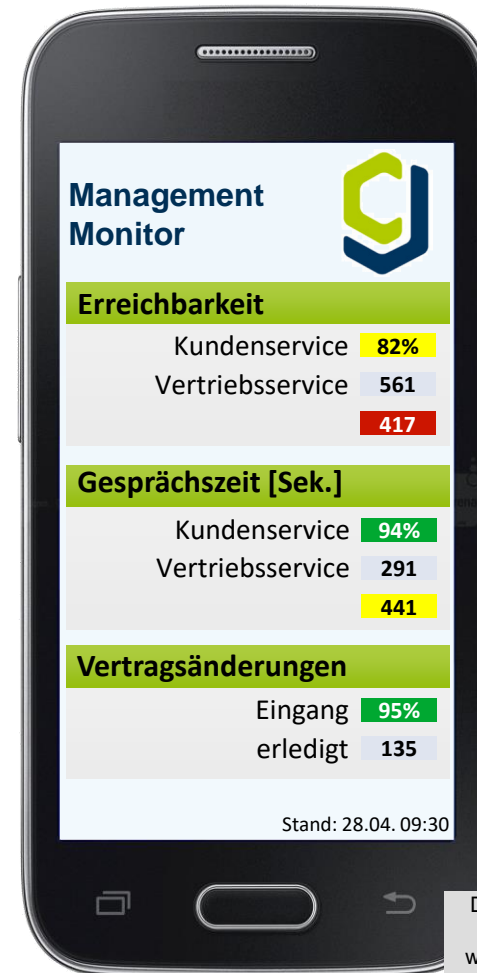 Management
Monitor
Erreichbarkeit
Kundenservice 82%
Vertriebsservice 561
417
Gesprächszeit [Sek.]
Kundenservice 94%
Vertriebsservice 291
441
Vertragsänderungen
Eingang 95%
erledigt 135
Stand: 28.04. 09:30